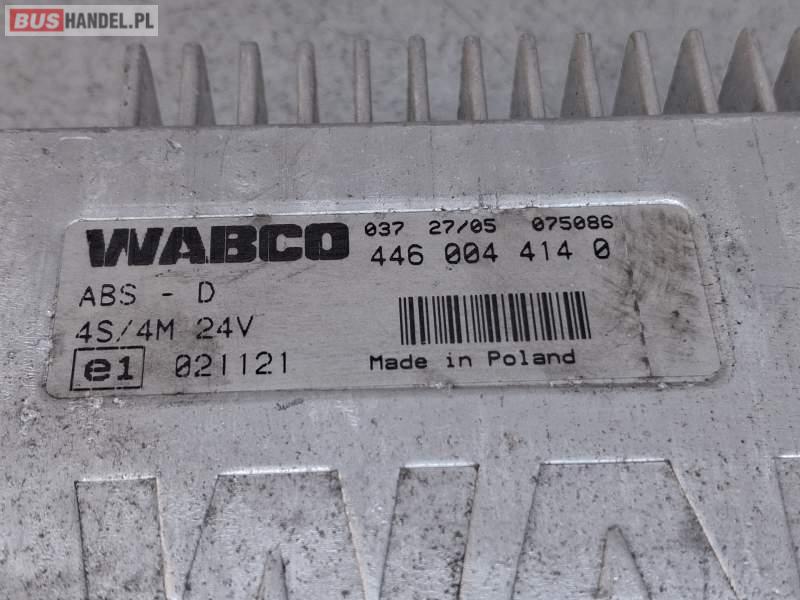 BUSHANDEL.PL
WABCO 037 27/05 075086
446 004 414 0
ABS - D
4S/4M 24V
e1 021121
Made in Poland